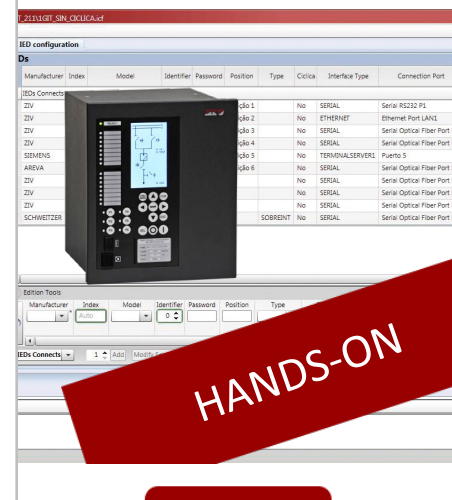 T_211\1GIT_SIN_CICLICA.icf
IED configuration
Ds
Manufacturer Index Model Identifier Password Position Type Ciclica Interface Type Connection Port
IEDs Connects
ZIV ción 1 No SERIAL Serial RS232 P1
ZIV ción 2 No ETHERNET Ethernet Port LAN1
ZIV ción 3 No SERIAL Serial Optical Fiber Port
ZIV ción 4 No SERIAL Serial Optical Fiber Port
SIEMENS ción 5 No TERMINALSERVER1 Puerto 5
AREVA ción 6 No SERIAL Serial Optical Fiber Port
ZIV No SERIAL Serial Optical Fiber Port
ZIV No SERIAL Serial Optical Fiber Port
ZIV No SERIAL Serial Optical Fiber Port
SCHWEITZER SOBREINT No SERIAL Serial Optical Fiber Port
Edition Tools
Manufacturer Index Model Identifier Password Position Type
* Auto 0
IEDs Connects 1 Add Modify
HANDS-ON